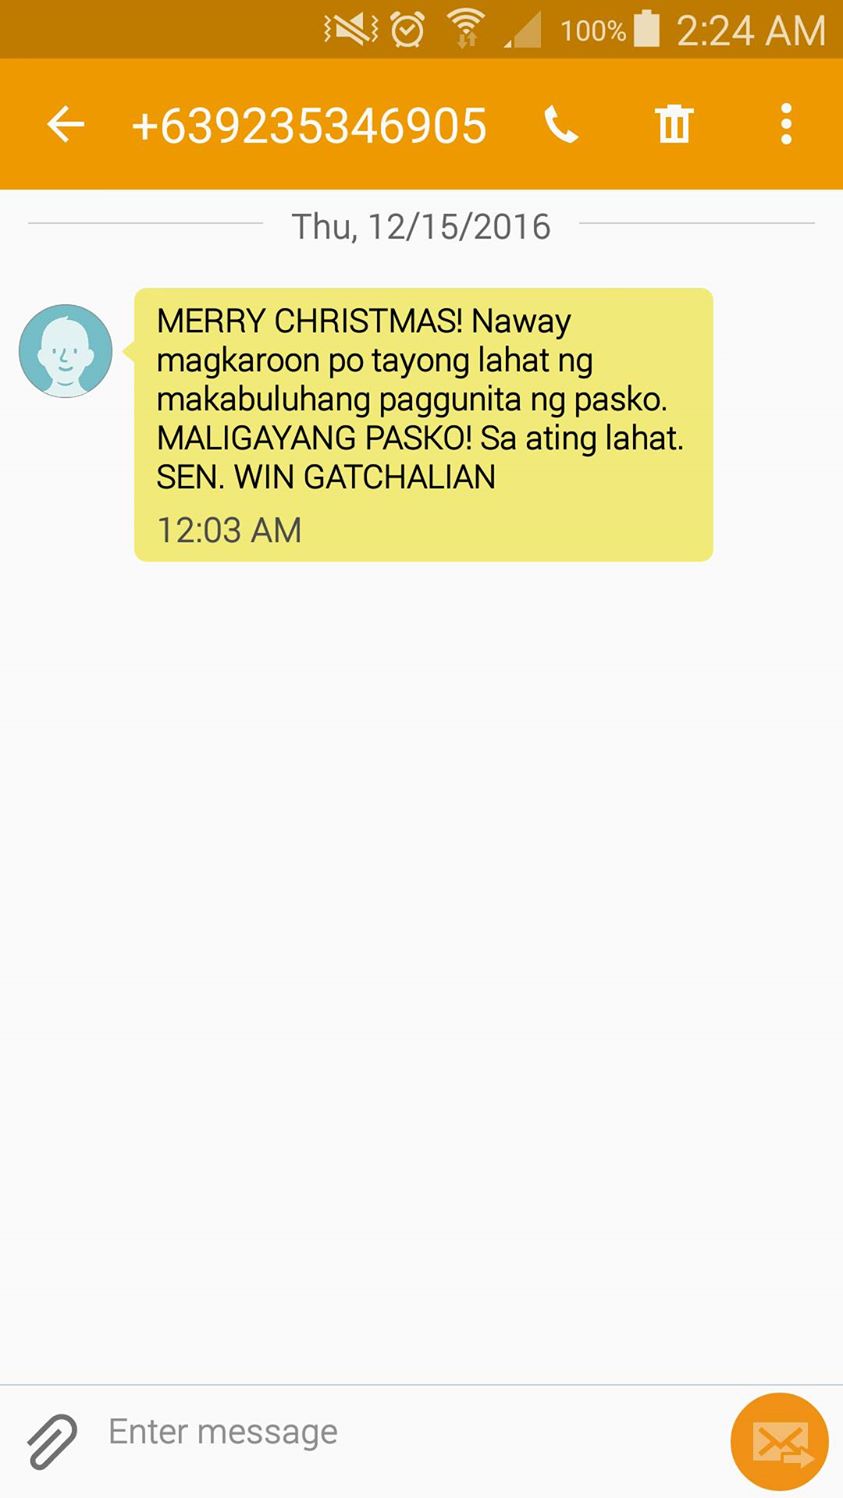 100% 2:24 AM
+639235346905
Thu, 12/15/2016
MERRY CHRISTMAS! Naway
magkaroon po tayong lahat ng
makabuluhang paggunita ng pasko.
MALIGAYANG PASKO! Sa ating lahat.
SEN. WIN GATCHALIAN
12:03 AM
Enter message